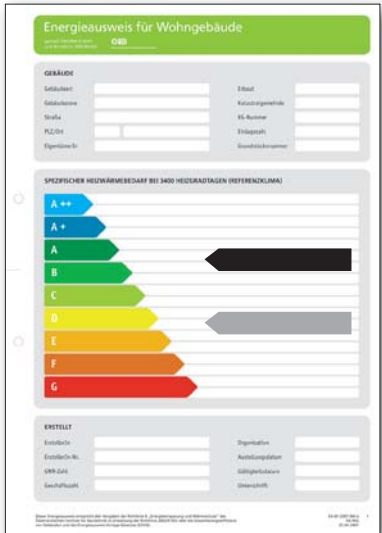 Energieausweis für Wohngebäude
GEBÄUDE
Gebäudeart
Erbaut
Gebäudezone
Katastralgemeinde
Straße
KG-Nummer
PLZ/Ort
Einlagezahl
EigentümerIn
Grundstücksnummer
SPEZIFISCHER HEIZWÄRMEBEDARF BEI 3400 HEIZGRADTAGEN (REFERENZKLIMA)
A ++
A +
A
B
C
D
E
F
G
ERSTELLT
ErstellerIn
Organisation
ErstellerIn-Nr.
Ausstellungsdatum
GWR-Zahl
Gültigkeitsdatum
Geschäftszahl
Unterschrift